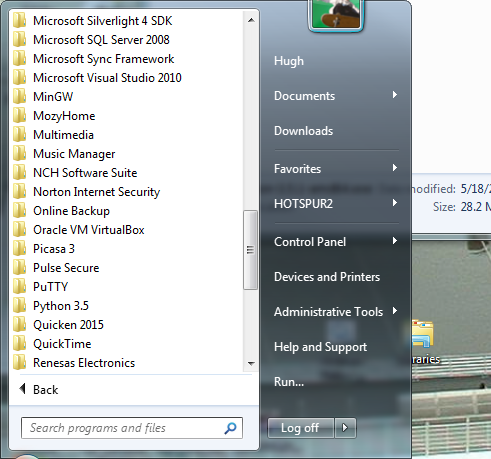 Microsoft Silverlight 4 SDK
Microsoft SQL Server 2008
Microsoft Sync Framework
Microsoft Visual Studio 2010
MinGW
MozyHome
Multimedia
Music Manager
NCH Software Suite
Norton Internet Security
Online Backup
Oracle VM VirtualBox
Picasa 3
Pulse Secure
PuTTY
Python 3.5
Quicken 2015
QuickTime
Renesas Electronics
Back
Search programs and files
Hugh
Documents
Downloads
Favorites
HOTSPUR2
Control Panel
Devices and Printers
Administrative Tools
Help and Support
Run...
Log off
modified: 5/18/2
Size: 28.2 M
raries